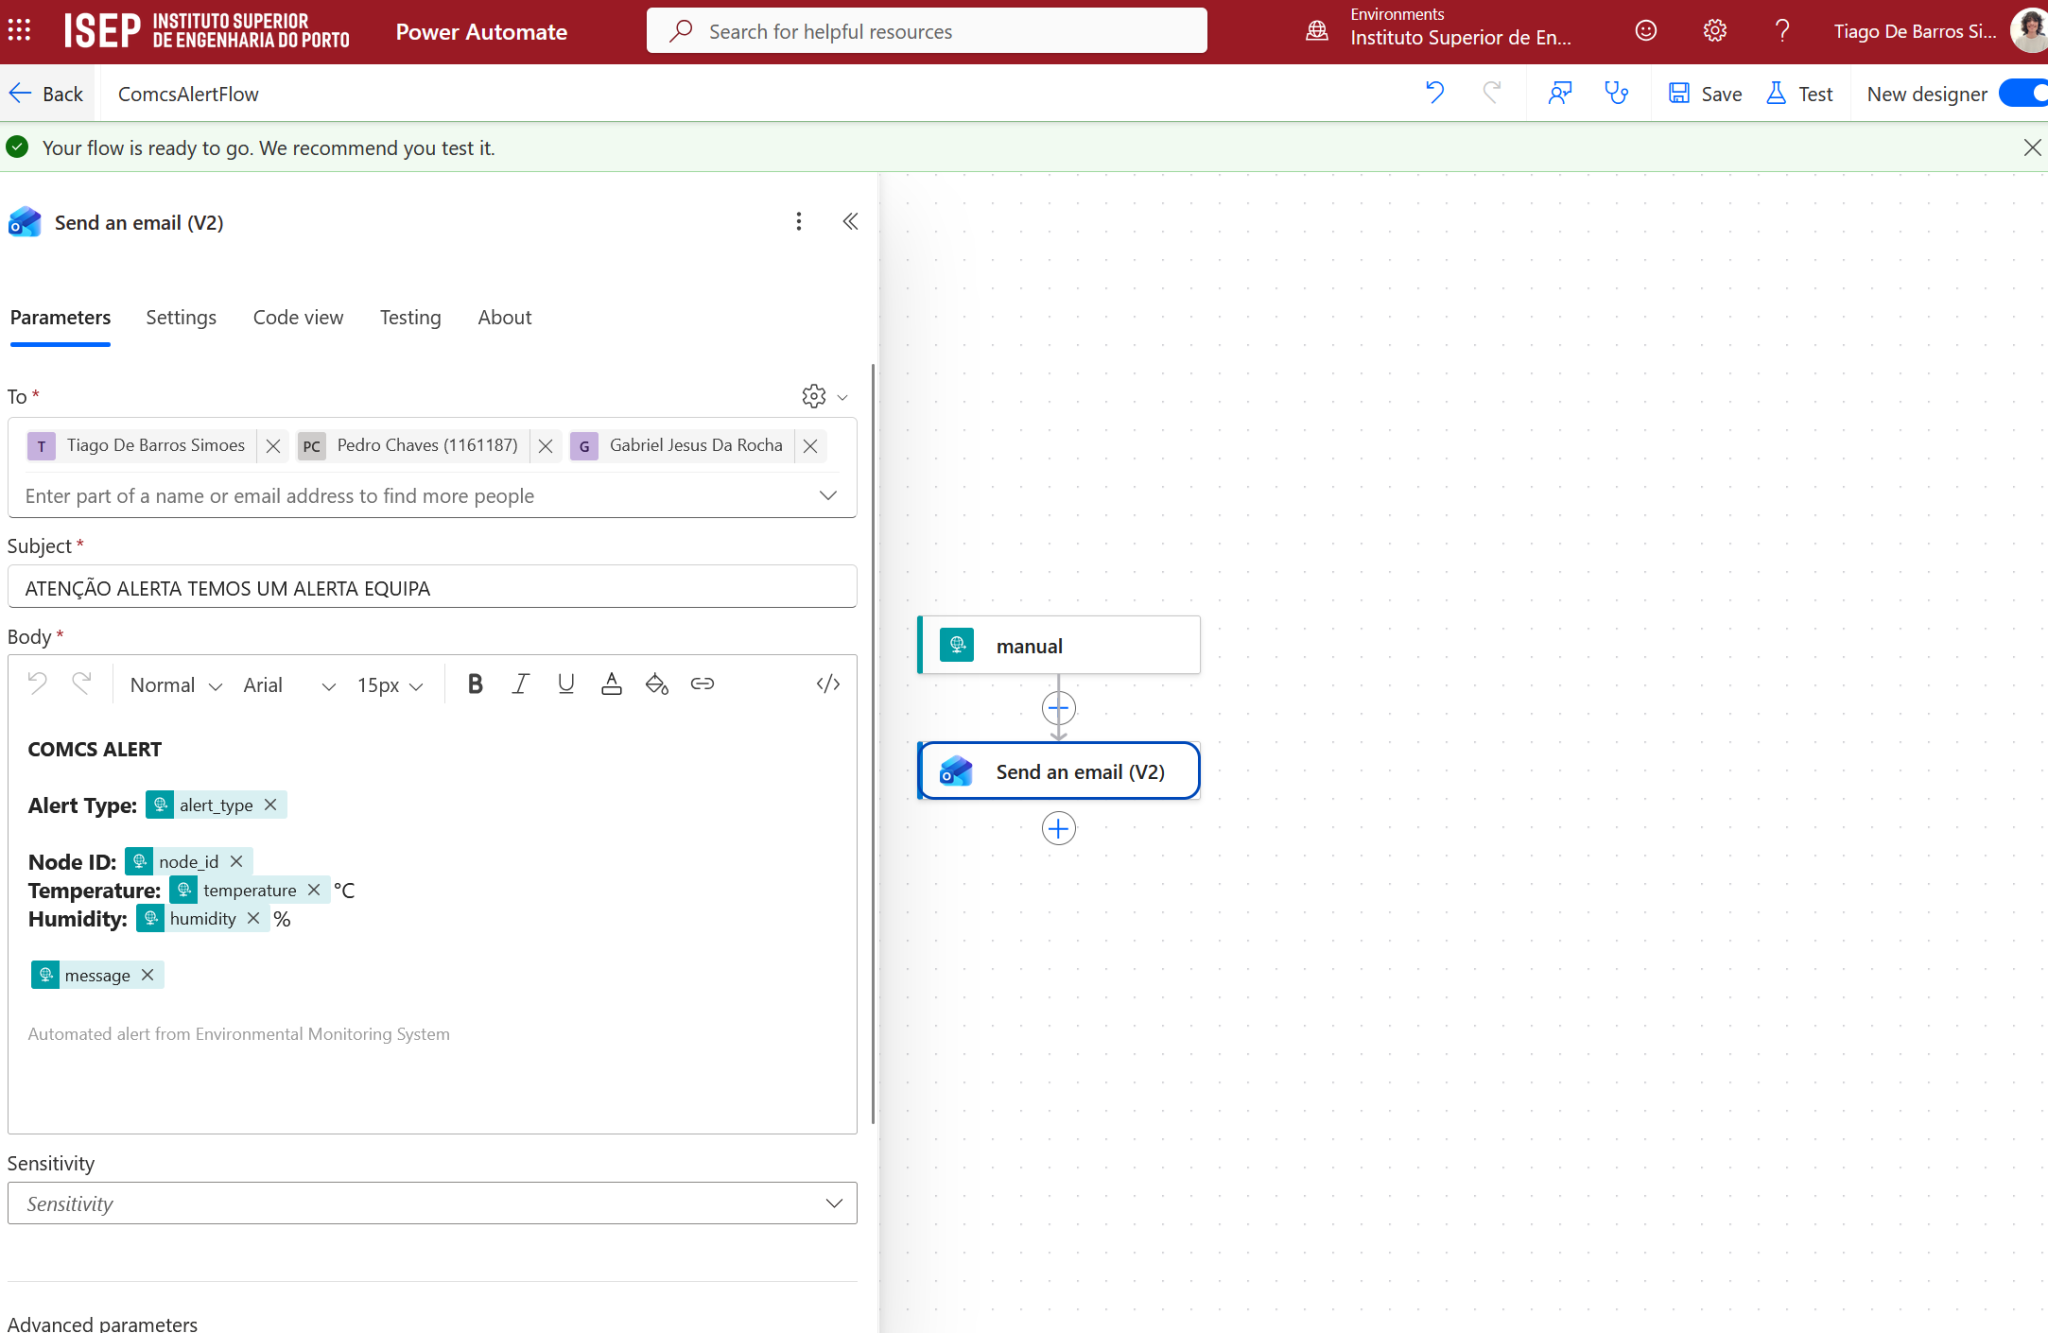 ISEP INSTITUTO SUPERIOR DE ENGENHARIA DO PORTO
Power Automate
Search for helpful resources
Environments
Instituto Superior de En...
Tiago De Barros Si...
Back
ComcsAlertFlow
Save
Test
New designer
Your flow is ready to go. We recommend you test it.
Send an email (V2)
Parameters Settings Code view Testing About
To *
T Tiago De Barros Simoes PC Pedro Chaves (1161187) G Gabriel Jesus Da Rocha
Enter part of a name or email address to find more people
Subject *
ATENÇÃO ALERTA TEMOS UM ALERTA EQUIPA
Body *
Normal Arial 15px B I U A </>
COMCS ALERT
Alert Type: alert_type
Node ID: node_id
Temperature: temperature °C
Humidity: humidity %
message
Automated alert from Environmental Monitoring System
Sensitivity
Sensitivity
Advanced parameters
manual
Send an email (V2)